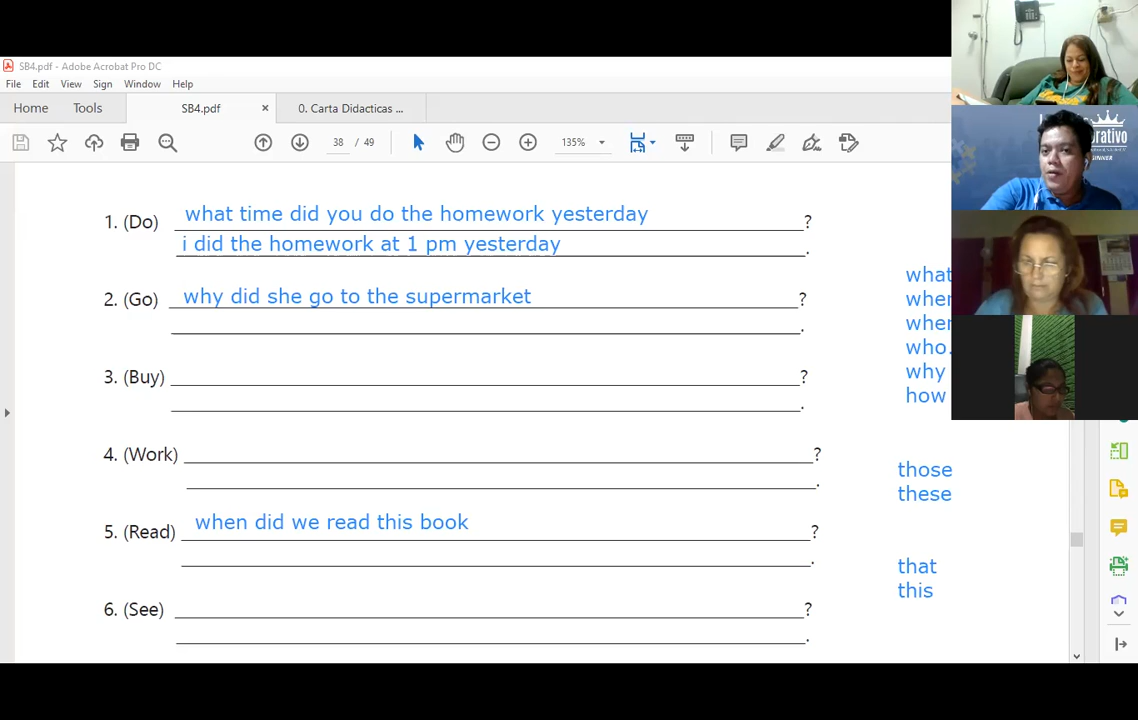 SB4.pdf - Adobe Acrobat Pro DC
File Edit View Sign Window Help
Home Tools SB4.pdf × 0. Carta Didacticas ...
38 / 49 135%
1. (Do) what time did you do the homework yesterday ?
i did the homework at 1 pm yesterday .
2. (Go) why did she go to the supermarket ?
.
3. (Buy) ?
.
4. (Work) ?
.
5. (Read) when did we read this book ?
.
6. (See) ?
.
what
who.
why
how
those
these
that
this